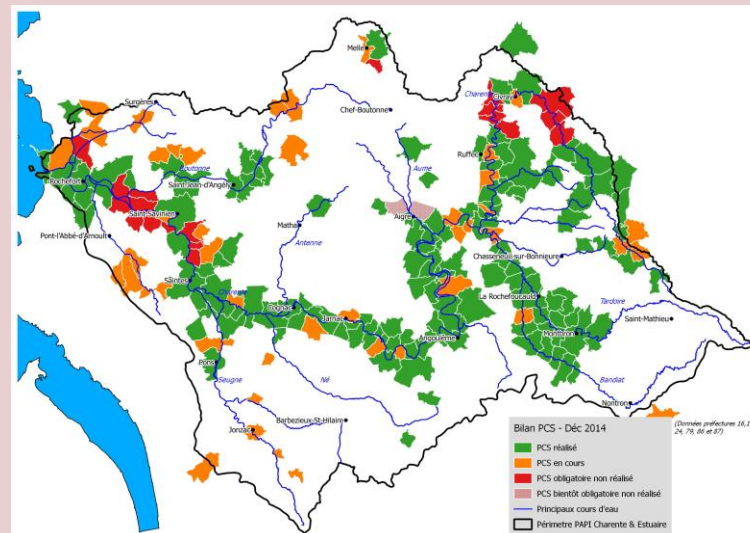 Melle
Surgères
Chef-Boutonne
Charente
Civray
Boutonne
Aume
Ruffec
Rochefort
Saint-Jean-d'Angély
Saint-Savinien
Aigre
Matha
Pont-l'Abbé-d'Arnoult
Antenne
Chasseneuil-sur-Bonnieure
Saintes
Charente
La Rochefoucauld
Cognac
Tardoire
Jarnac
Saint-Mathieu
Montbron
Angoulême
Pons
Seugne
Né
Bandiat
Nontron
Barbezieux-St-Hilaire
Jonzac
(Données préfectures 16,1
24, 79, 86 et 87)
Bilan PCS - Déc 2014
PCS réalisé
PCS en cours
PCS obligatoire non réalisé
PCS bientôt obligatoire non réalisé
Principaux cours d'eau
Périmetre PAPI Charente & Estuaire